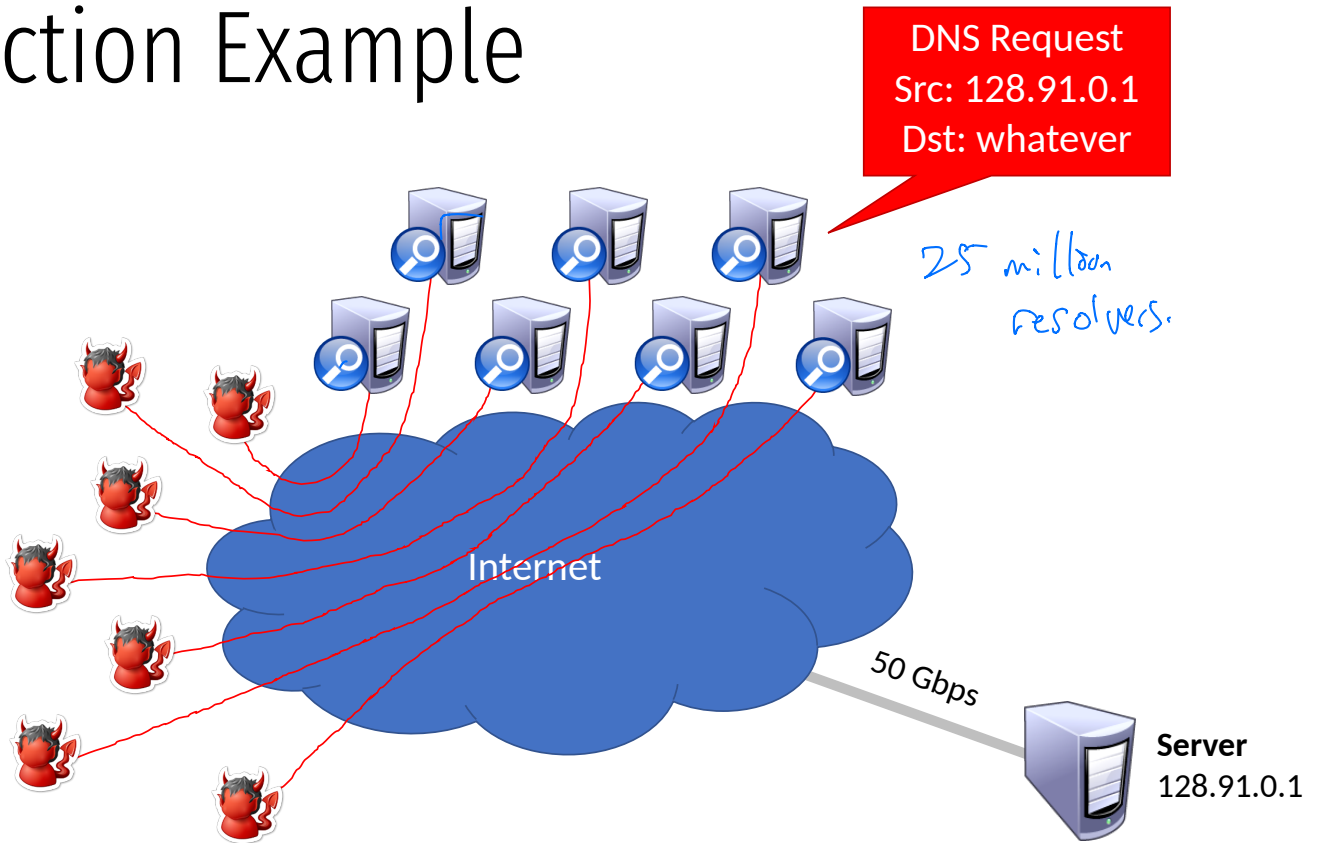 ction Example
DNS Request
Src: 128.91.0.1
Dst: whatever
25 million
resolvers.
Internet
50 Gbps
Server
128.91.0.1